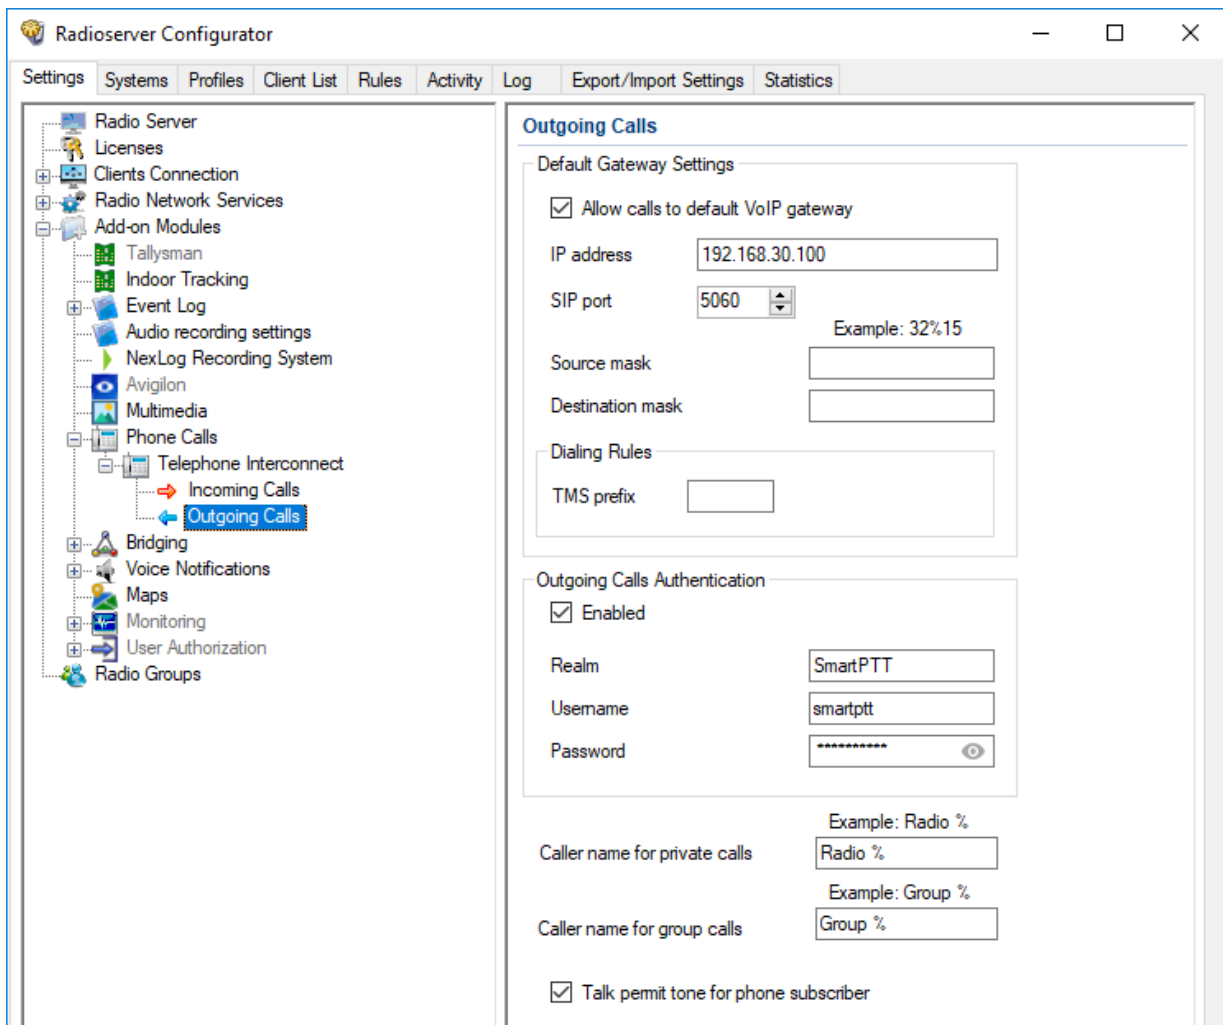 Radioserver Configurator
Settings Systems Profiles Client List Rules Activity Log Export/Import Settings Statistics
Radio Server
Licenses
Clients Connection
Radio Network Services
Add-on Modules
Tallysman
Indoor Tracking
Event Log
Audio recording settings
NexLog Recording System
Avigilon
Multimedia
Phone Calls
Telephone Interconnect
Incoming Calls
Outgoing Calls
Bridging
Voice Notifications
Maps
Monitoring
User Authorization
Radio Groups
Outgoing Calls
Default Gateway Settings
Allow calls to default VoIP gateway
IP address 192.168.30.100
SIP port 5060
Example: 32%15
Source mask
Destination mask
Dialing Rules
TMS prefix
Outgoing Calls Authentication
Enabled
Realm SmartPTT
Username smartptt
Password **********
Example: Radio %
Caller name for private calls Radio %
Example: Group %
Caller name for group calls Group %
Talk permit tone for phone subscriber